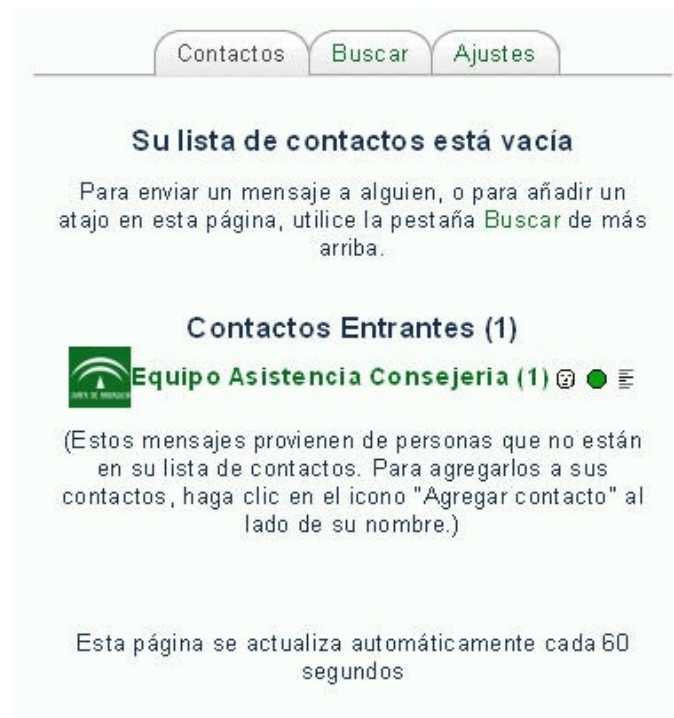 Contactos Buscar Ajustes
Su lista de contactos está vacía
Para enviar un mensaje a alguien, o para añadir un
atajo en esta página, utilice la pestaña Buscar de más
arriba.
Contactos Entrantes (1)
Equipo Asistencia Consejeria (1)
(Estos mensajes provienen de personas que no están
en su lista de contactos. Para agregarlos a sus
contactos, haga clic en el icono "Agregar contacto" al
lado de su nombre.)
Esta página se actualiza automáticamente cada 60
segundos